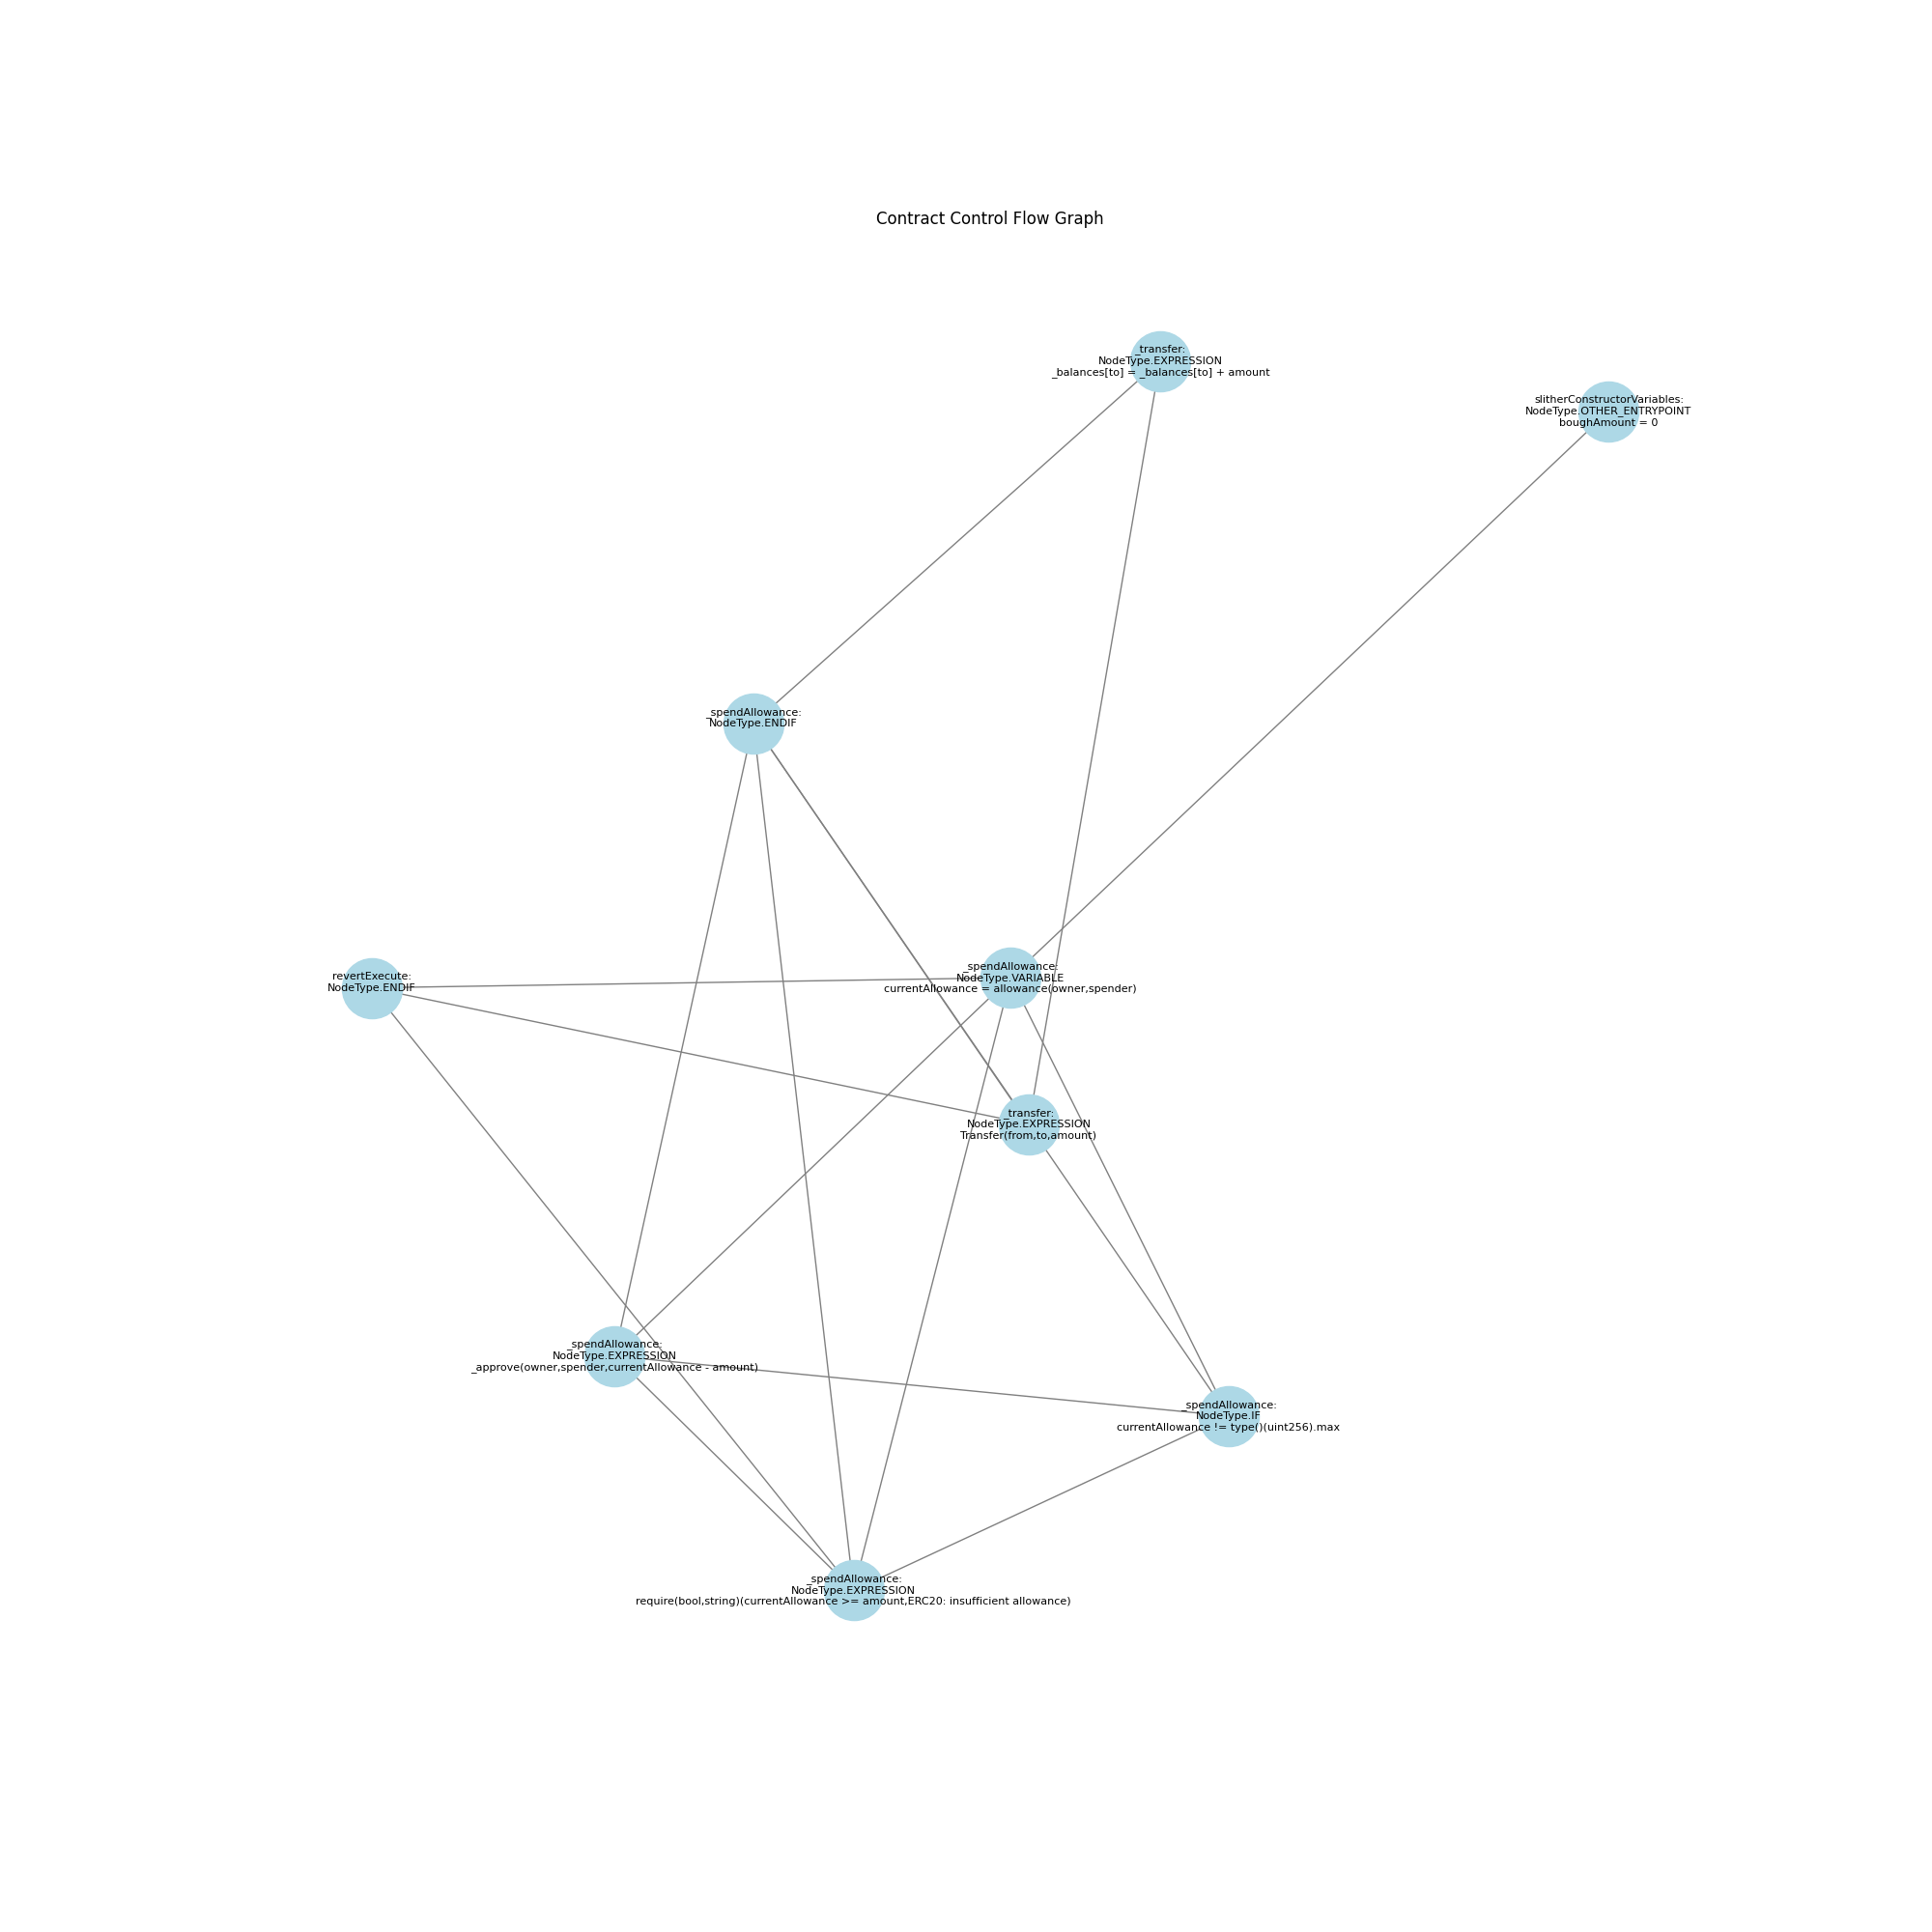 Contract Control Flow Graph
_transfer:
NodeType.EXPRESSION
_balances[to] = _balances[to] + amount
slitherConstructorVariables:
NodeType.OTHER_ENTRYPOINT
boughAmount = 0
_spendAllowance:
NodeType.ENDIF
_spendAllowance:
NodeType.VARIABLE
currentAllowance = allowance(owner,spender)
revertExecute:
NodeType.ENDIF
_transfer:
NodeType.EXPRESSION
Transfer(from,to,amount)
_spendAllowance:
NodeType.EXPRESSION
_approve(owner,spender,currentAllowance - amount)
_spendAllowance:
NodeType.IF
currentAllowance != type()(uint256).max
_spendAllowance:
NodeType.EXPRESSION
require(bool,string)(currentAllowance >= amount,ERC20: insufficient allowance)